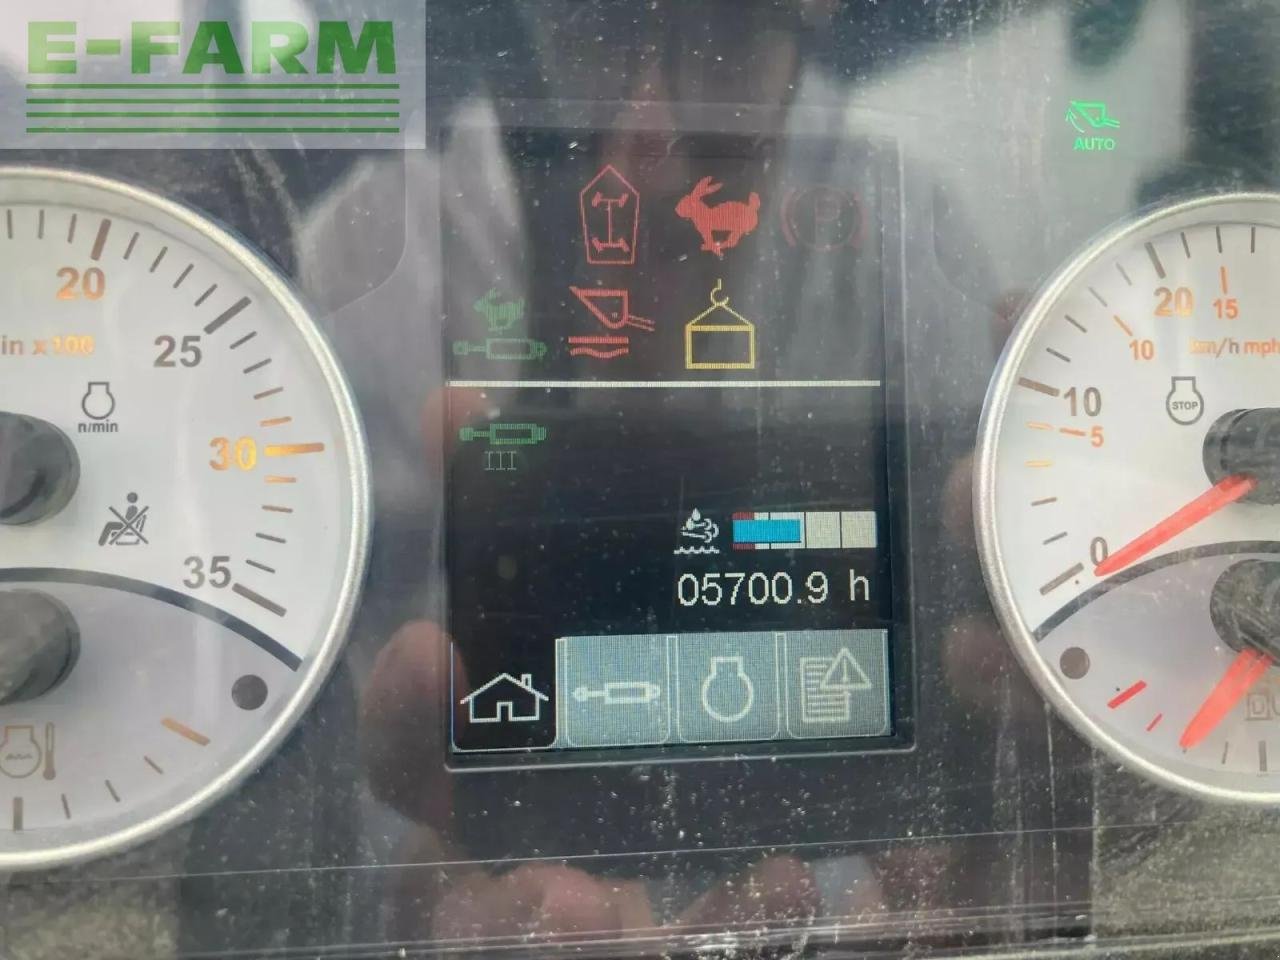 E-FARM
AUTO
P
20
in x100
25
n/min
30
35
III
05700.9 h
20
15
10
km/h mph
10
5
STOP
0